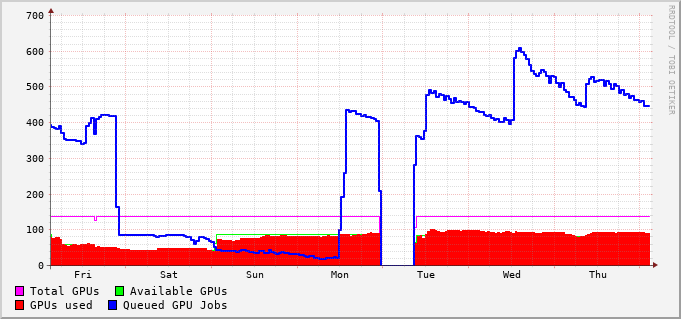 700
600
500
400
300
200
100
0
Fri Sat Sun Mon Tue Wed Thu
Total GPUs Available GPUs
GPUs used Queued GPU Jobs
RRDTOOL / TOBI OETIKER